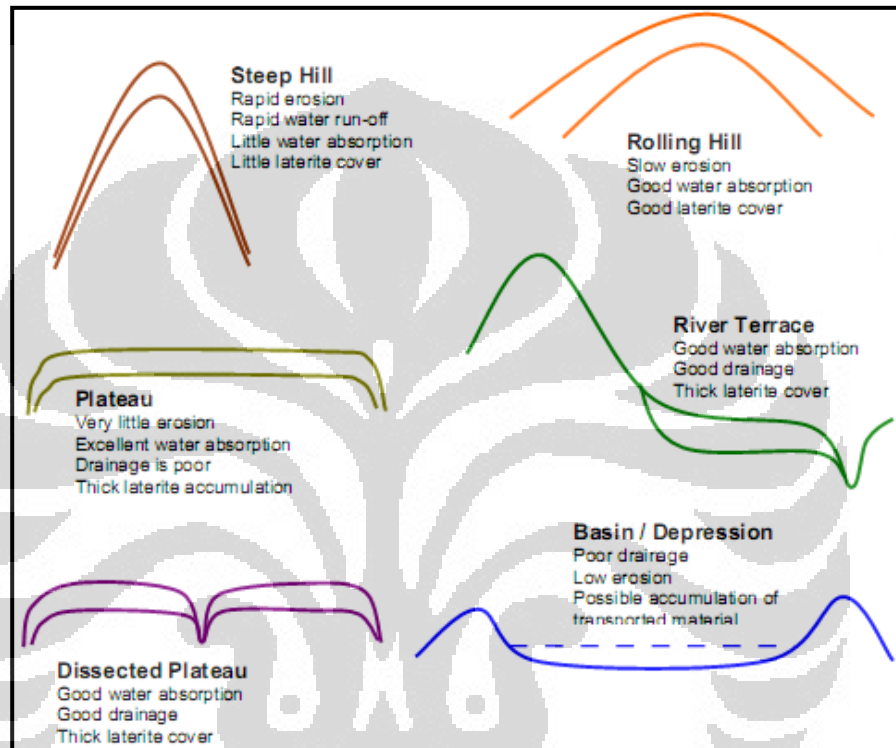 Steep Hill
Rapid erosion
Rapid water run-off
Little water absorption
Little laterite cover
Rolling Hill
Slow erosion
Good water absorption
Good laterite cover
River Terrace
Good water absorption
Good drainage
Thick laterite cover
Plateau
Very little erosion
Excellent water absorption
Drainage is poor
Thick laterite accumulation
Basin / Depression
Poor drainage
Low erosion
Possible accumulation of
transported material
Dissected Plateau
Good water absorption
Good drainage
Thick laterite cover